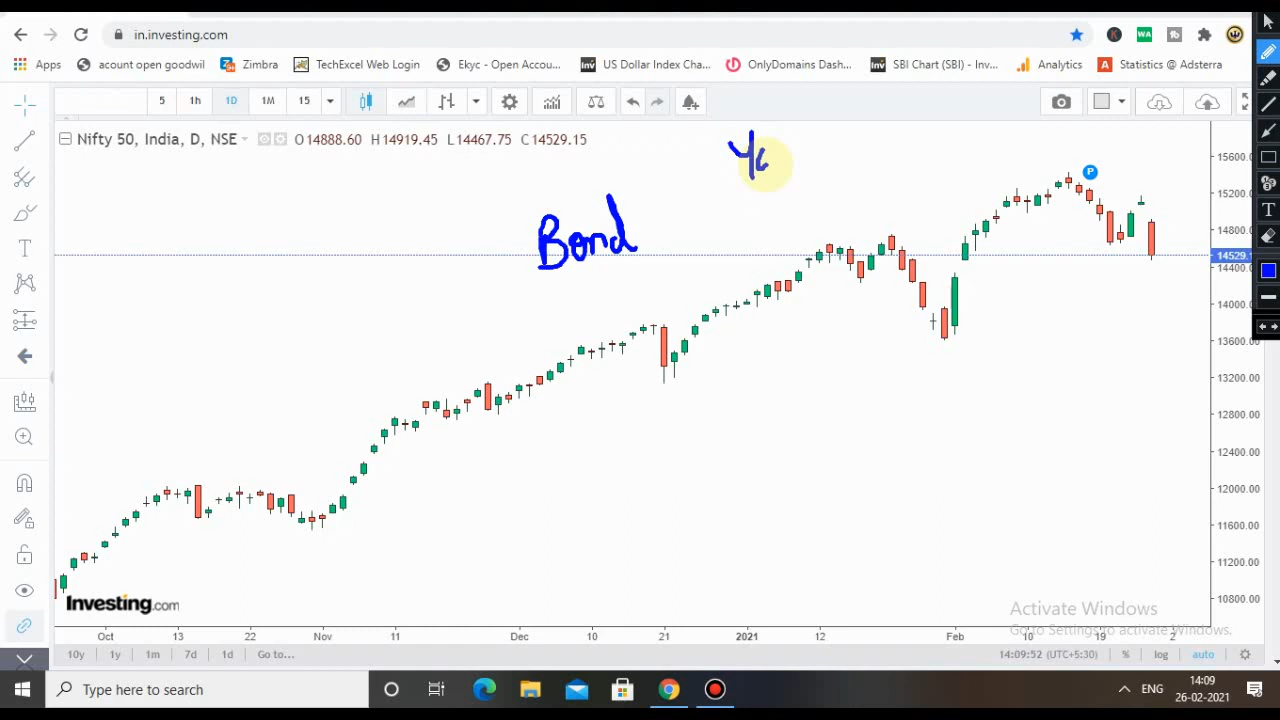 in.investing.com
Apps acount open goodwil Zimbra TechExcel Web Login Ekyc - Open Accou... US Dollar Index Cha... OnlyDomains Dash... SBI Chart (SBI) - Inv... Analytics Statistics @ Adsterra
5 1h 1D 1M 15
Nifty 50, India, D, NSE O14888.60 H14919.45 L14467.75 C14529.15
P
Bond
15600.00
15200.00
14800.00
14529.
14400.00
14000.00
13600.00
13200.00
12800.00
12400.00
12000.00
11600.00
11200.00
10800.00
Investing.com
Activate Windows
Go to Settings to activate Windows.
Oct 13 22 Nov 11 Dec 10 21 2021 12 Feb 10 19 2
10y 1y 1m 7d 1d Go to... 14:09:52 (UTC+5:30) % log auto
Type here to search
ENG
14:09
26-02-2021